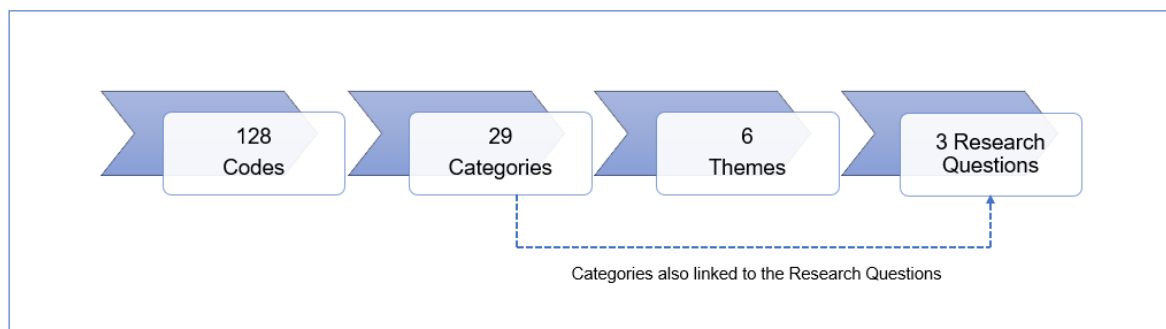 128
Codes
29
Categories
6
Themes
3 Research
Questions
Categories also linked to the Research Questions